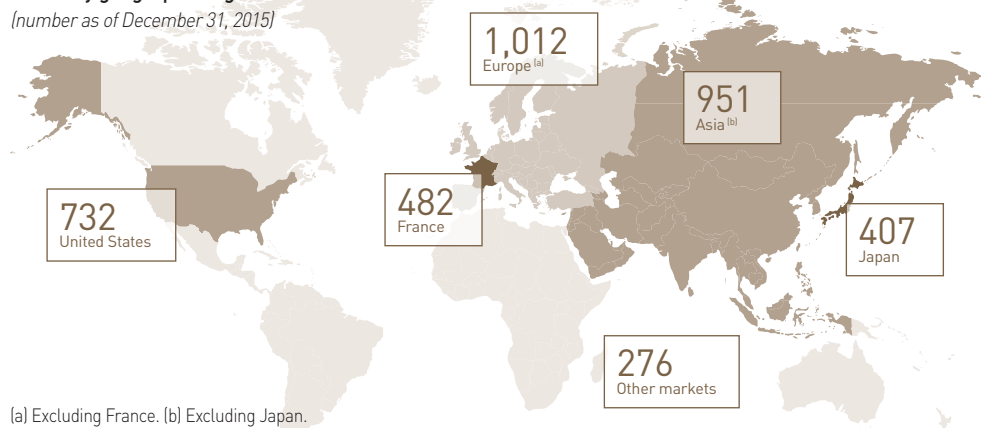 (number as of December 31, 2015)
1,012
Europe (a)
951
Asia (b)
732
United States
482
France
407
Japan
276
Other markets
(a) Excluding France. (b) Excluding Japan.